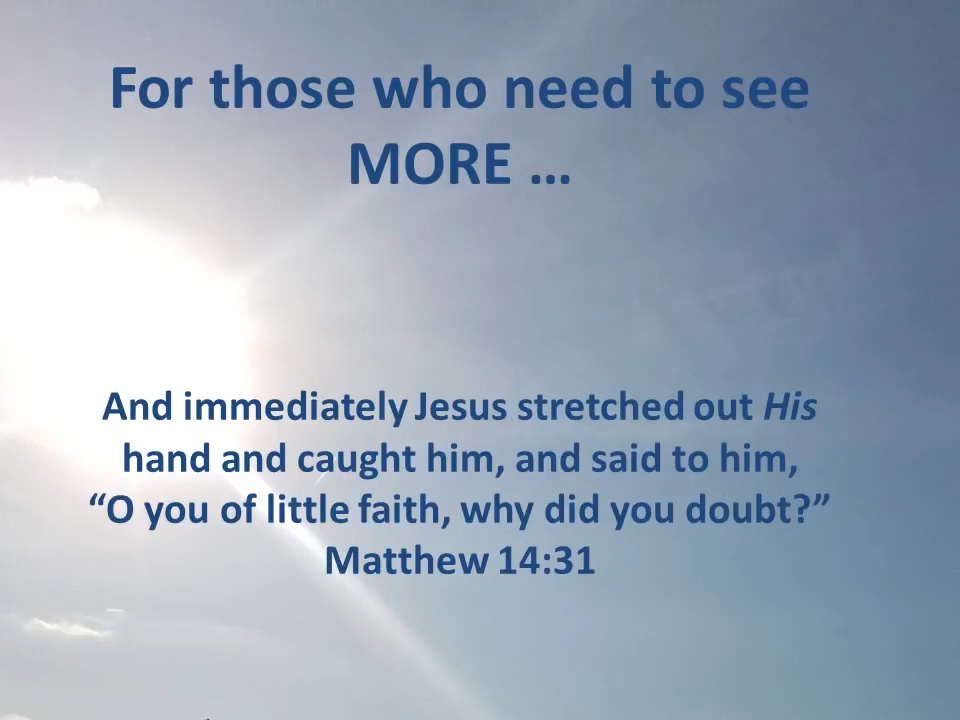 For those who need to see
MORE …
And immediately Jesus stretched out His
hand and caught him, and said to him,
“O you of little faith, why did you doubt?”
Matthew 14:31